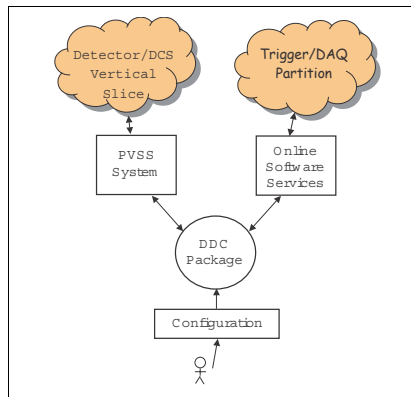 Detector/DCS
Vertical
Slice
Trigger/DAQ
Partition
PVSS
System
Online
Software
Services
DDC
Package
Configuration